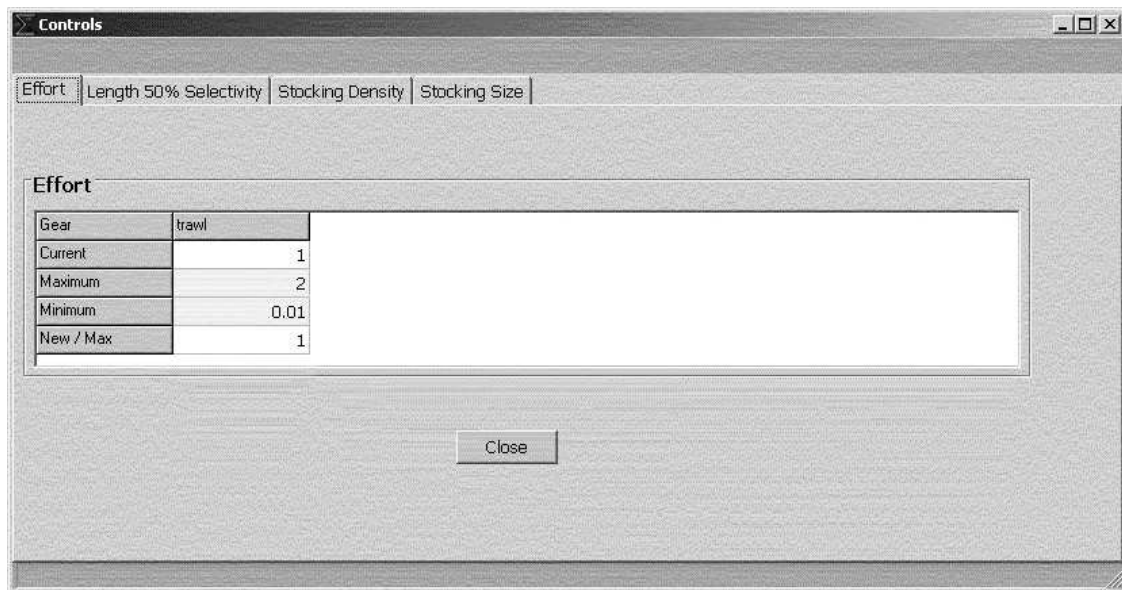 Controls
Effort Length 50% Selectivity Stocking Density Stocking Size
Effort
Gear trawl
Current 1
Maximum 2
Minimum 0.01
New / Max 1
Close